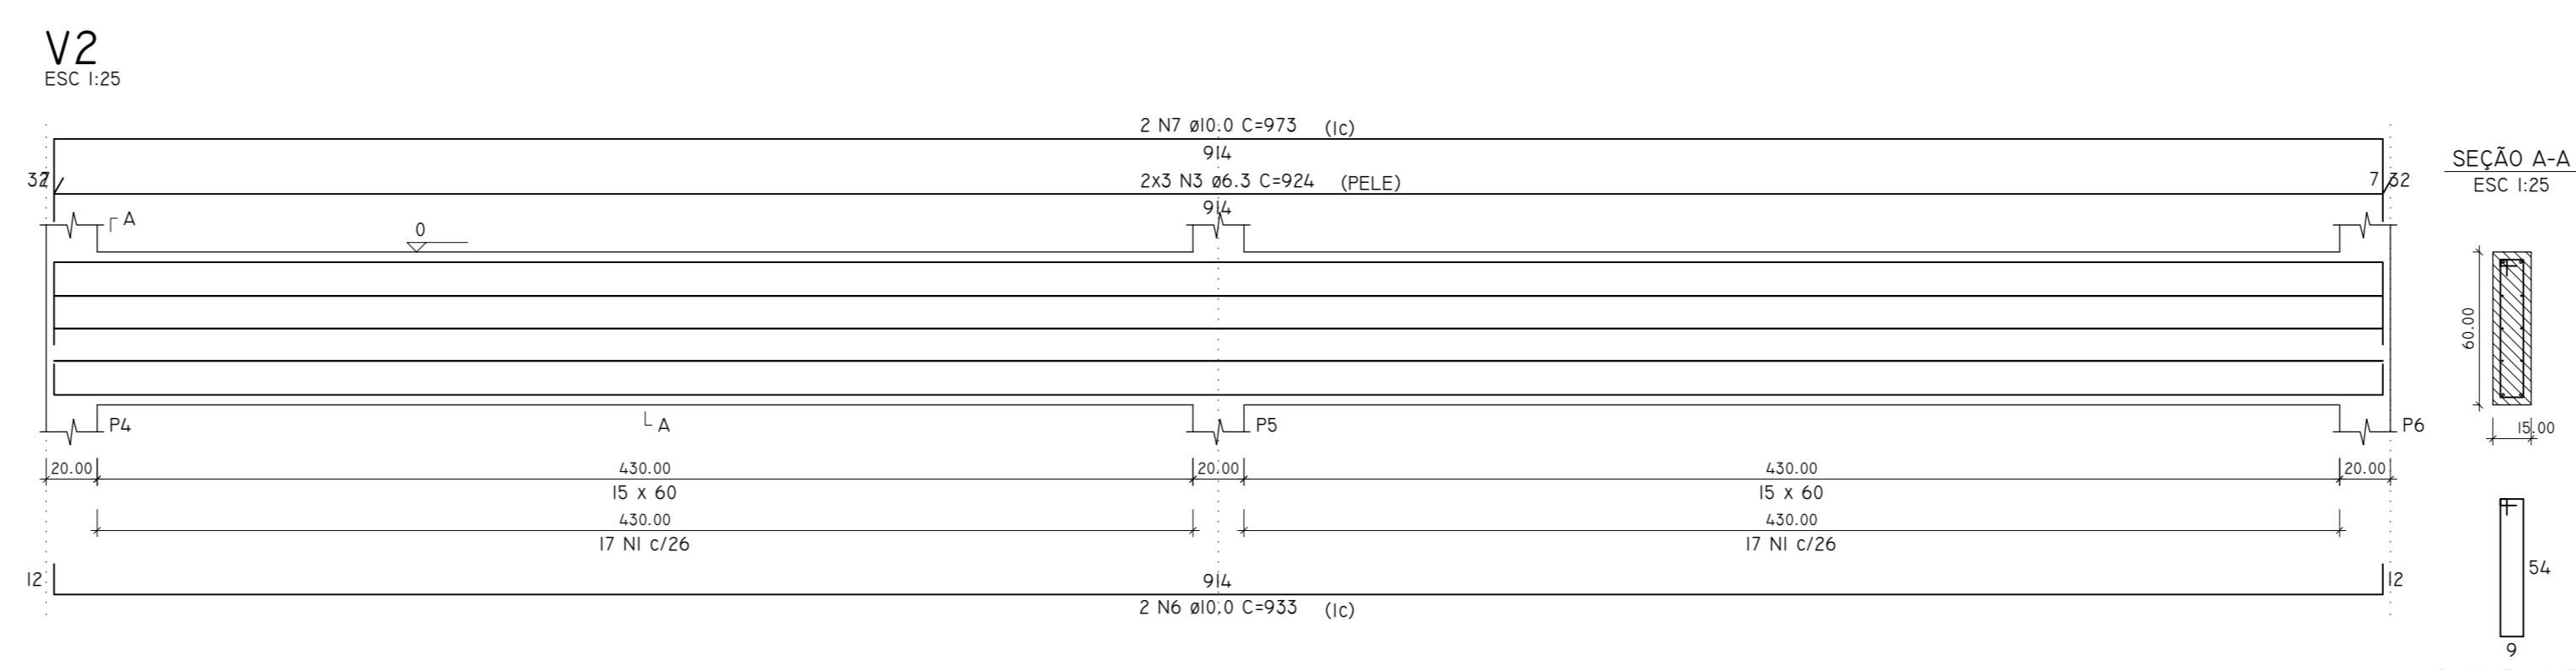 V2
ESC 1:25
2 N7 ø10.0 C=973 (1c)
914
2x3 N3 ø6.3 C=924 (PELE)
914
32
7
7
32
A
0
SEÇÃO A-A
ESC 1:25
60.00
15.00
P4
A
P5
P6
20.00
430.00
20.00
430.00
20.00
15 x 60
15 x 60
430.00
430.00
17 N1 c/26
17 N1 c/26
12
914
12
2 N6 ø10.0 C=933 (1c)
54
9